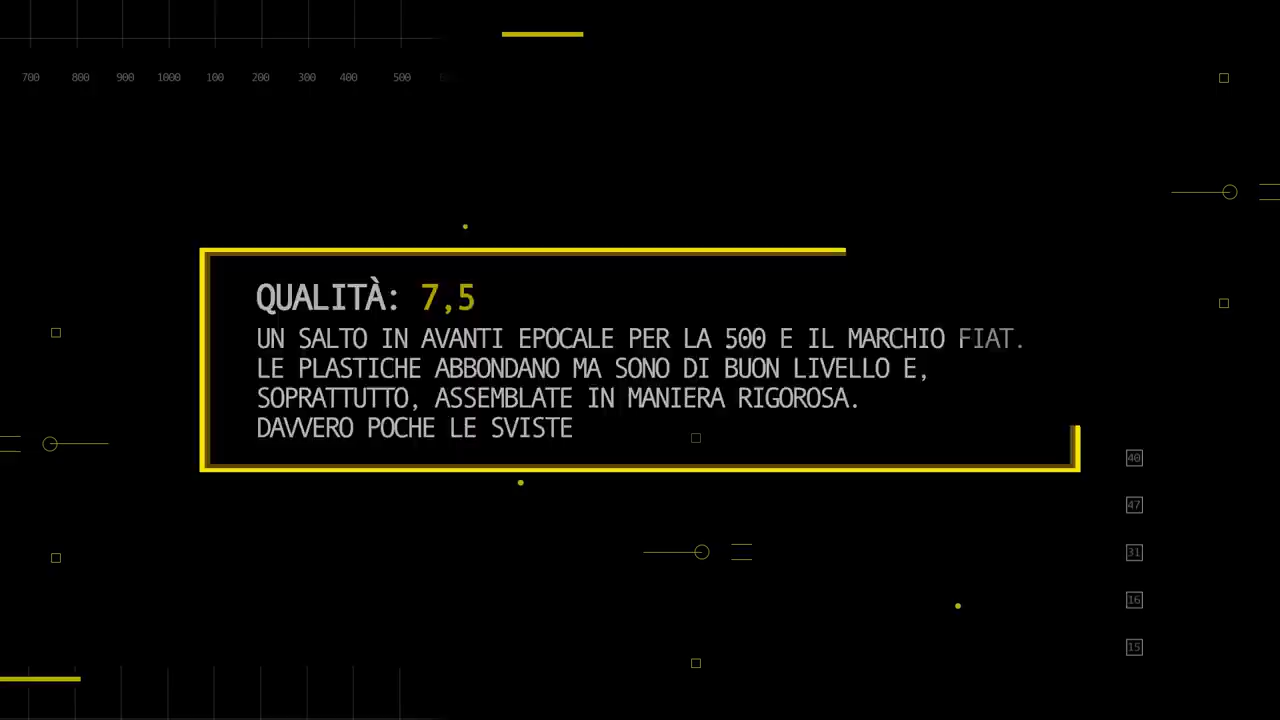 700 800 900 1000 100 200 300 400 500
QUALITÀ: 7,5
UN SALTO IN AVANTI EPOCALE PER LA 500 E IL MARCHIO FIAT.
LE PLASTICHE ABBONDANO MA SONO DI BUON LIVELLO E,
SOPRATTUTTO, ASSEMBLATE IN MANIERA RIGOROSA.
DAVVERO POCHE LE SVISTE
40
47
31
16
15